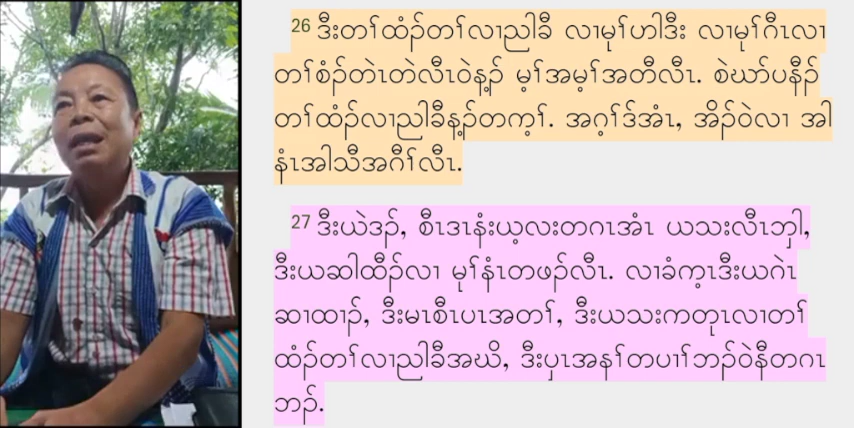 26 ဒီးတၢ်ထံၣ်တၢ်လၢညါခီ လၢမုၢ်ဟါဒီး လၢမုၢ်ဂီၤလၢ
တၢ်စံၣ်တဲၤတဲလီၤဝဲန့ၣ် မ့ၢ်အမ့ၢ်အတီလီၤ. စဲဃာ်ပနီၣ်
တၢ်ထံၣ်လၢညါခီန့ၣ်တက့ၢ်. အဂ့ၢ်ဒ်အံၤ, အိၣ်ဝဲလၢ အါ
နံၤအါသီအဂီၢ်လီၤ.
27 ဒီးယဲဒၣ်, စီၤဒၤနံးယ့လးတဂၤအံၤ ယသးလီၤဘှါ,
ဒီးယဆါထီၣ်လၢ မုၢ်နံၤတဖၣ်လီၤ. လၢခံက့ၤဒီးယဂဲၤ
ဆၢထၢၣ်, ဒီးမၤစီၤပၤအတၢ်, ဒီးယသးကတုၤလၢတၢ်
ထံၣ်တၢ်လၢညါခီအဃိ, ဒီးပှၤအနၢ်တပၢၢ်ဘၣ်ဝဲနီတဂၤ
ဘၣ်.